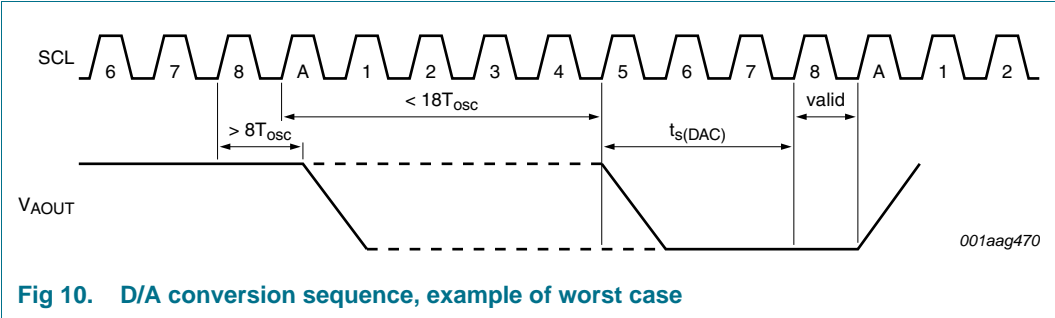 SCL
6 7 8 A 1 2 3 4 5 6 7 8 A 1 2
< 18Tosc
valid
> 8Tosc
ts(DAC)
VAOUT
001aag470
Fig 10. D/A conversion sequence, example of worst case